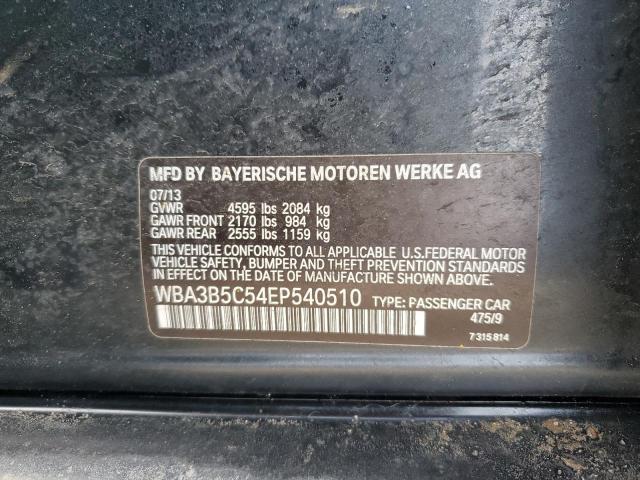 MFD BY BAYERISCHE MOTOREN WERKE AG
07/13
GVWR 4595 lbs 2084 kg
GAWR FRONT 2170 lbs 984 kg
GAWR REAR 2555 lbs 1159 kg
THIS VEHICLE CONFORMS TO ALL APPLICABLE U.S.FEDERAL MOTOR
VEHICLE SAFETY, BUMPER AND THEFT PREVENTION STANDARDS
IN EFFECT ON THE DATE OF MANUFACTURE SHOWN ABOVE.
WBA3B5C54EP540510 TYPE: PASSENGER CAR
475/9
7 315 814